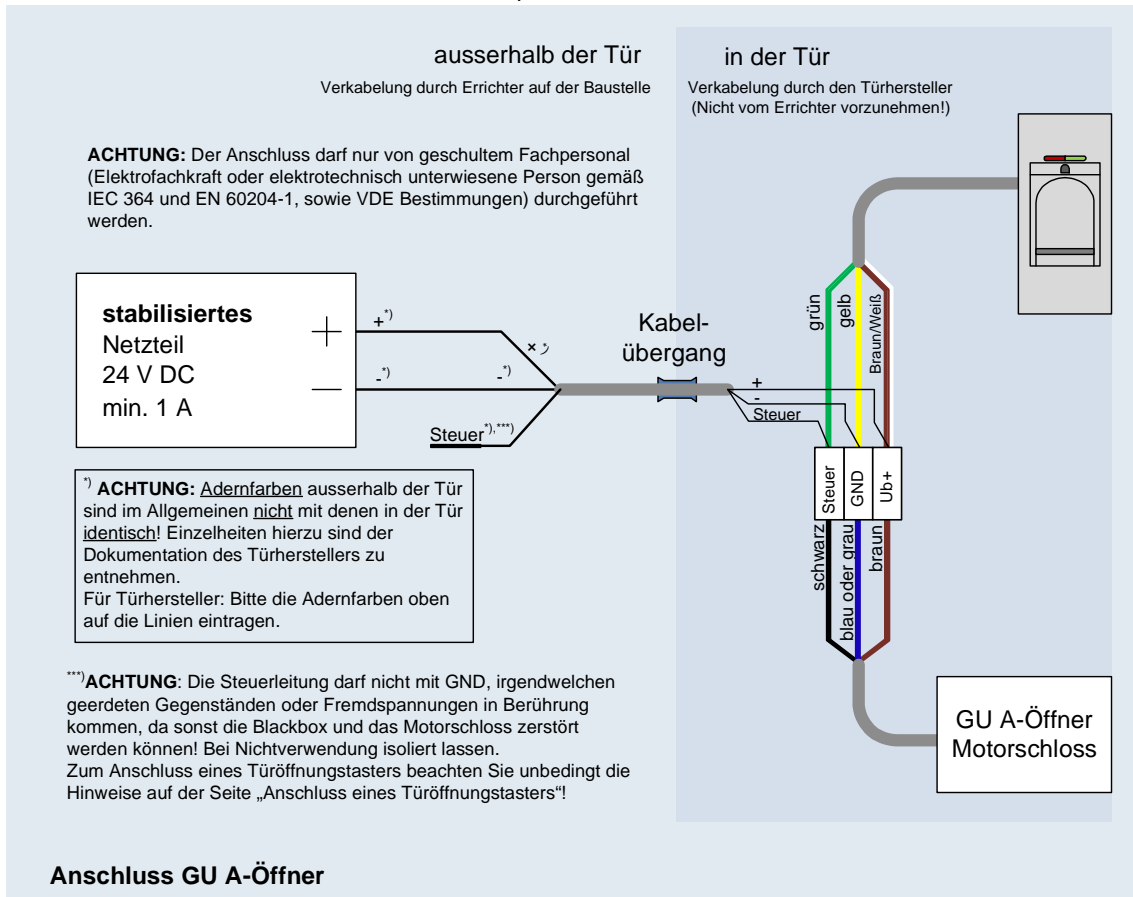 ausserhalb der Tür
Verkabelung durch Errichter auf der Baustelle
in der Tür
Verkabelung durch den Türhersteller
(Nicht vom Errichter vorzunehmen!)
ACHTUNG: Der Anschluss darf nur von geschultem Fachpersonal
(Elektrofachkraft oder elektrotechnisch unterwiesene Person gemäß
IEC 364 und EN 60204-1, sowie VDE Bestimmungen) durchgeführt
werden.
stabilisiertes
Netzteil
24 V DC
min. 1 A
+
–
+*)
-*)
-*)
Steuer*),***)
Kabel-
übergang
+
-
Steuer
grün
gelb
Braun/Weiß
Steuer
GND
Ub+
schwarz
blau oder grau
braun
GU A-Öffner
Motorschloss
*) ACHTUNG: Adernfarben ausserhalb der Tür
sind im Allgemeinen nicht mit denen in der Tür
identisch! Einzelheiten hierzu sind der
Dokumentation des Türherstellers zu
entnehmen.
Für Türhersteller: Bitte die Adernfarben oben
auf die Linien eintragen.
***)ACHTUNG: Die Steuerleitung darf nicht mit GND, irgendwelchen
geerdeten Gegenständen oder Fremdspannungen in Berührung
kommen, da sonst die Blackbox und das Motorschloss zerstört
werden können! Bei Nichtverwendung isoliert lassen.
Zum Anschluss eines Türöffnungstasters beachten Sie unbedingt die
Hinweise auf der Seite „Anschluss eines Türöffnungstasters“!
Anschluss GU A-Öffner